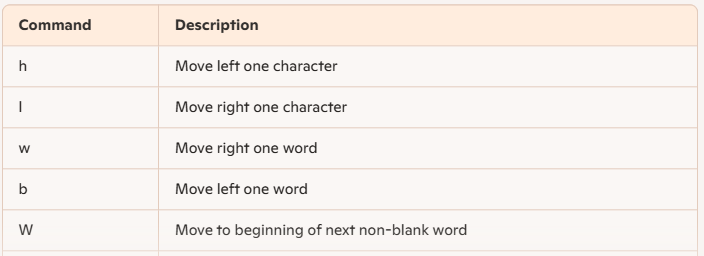 Command Description
h Move left one character
l Move right one character
w Move right one word
b Move left one word
W Move to beginning of next non-blank word